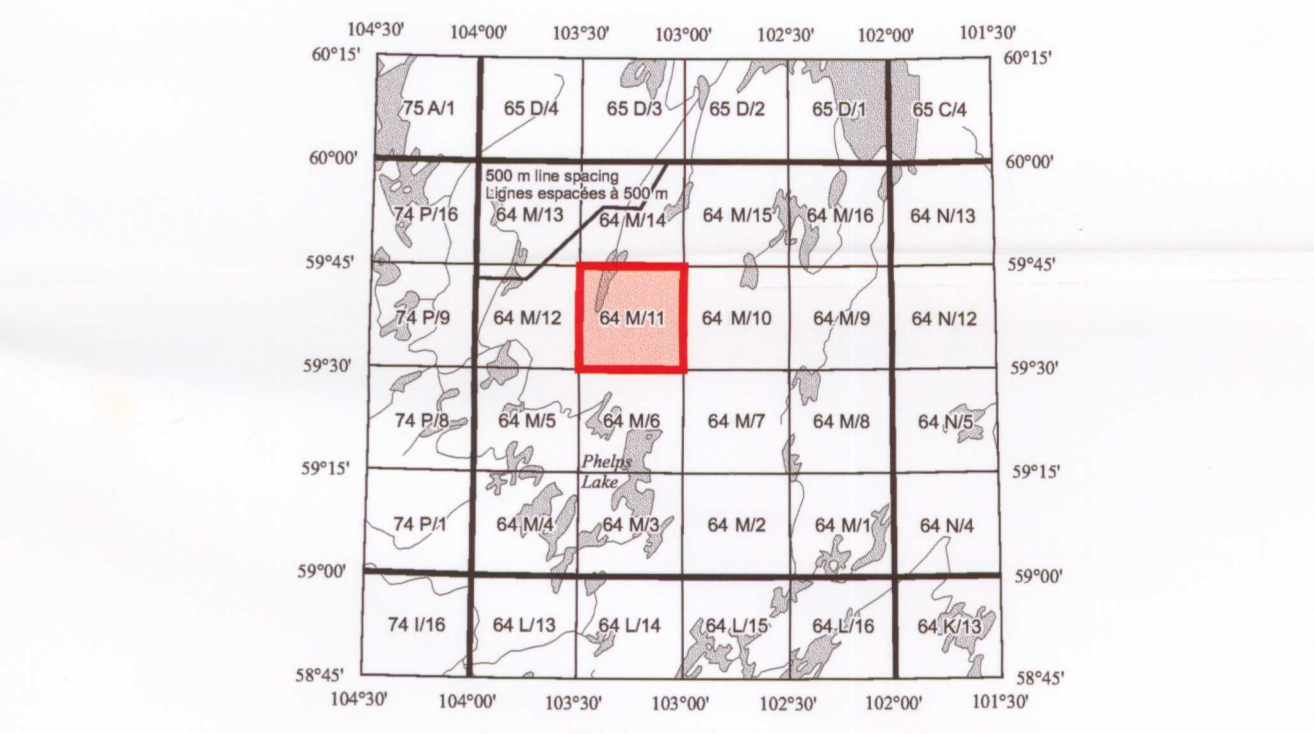 104°30' 104°00' 103°30' 103°00' 102°30' 102°00' 101°30'
60°15' 60°15'
75 A/1 65 D/4 65 D/3 65 D/2 65 D/1 65 C/4
60°00' 60°00'
500 m line spacing
Lignes espacées à 500 m
74 P/16 64 M/13 64 M/14 64 M/15 64 M/16 64 N/13
59°45' 59°45'
74 P/9 64 M/12 64 M/11 64 M/10 64 M/9 64 N/12
59°30' 59°30'
74 P/8 64 M/5 64 M/6 64 M/7 64 M/8 64 N/5
Phelps
59°15' 59°15'
Lake
74 P/1 64 M/4 64 M/3 64 M/2 64 M/1 64 N/4
59°00' 59°00'
74 I/16 64 L/13 64 L/14 64 L/15 64 L/16 64 K/13
58°45' 58°45'
104°30' 104°00' 103°30' 103°00' 102°30' 102°00' 101°30'